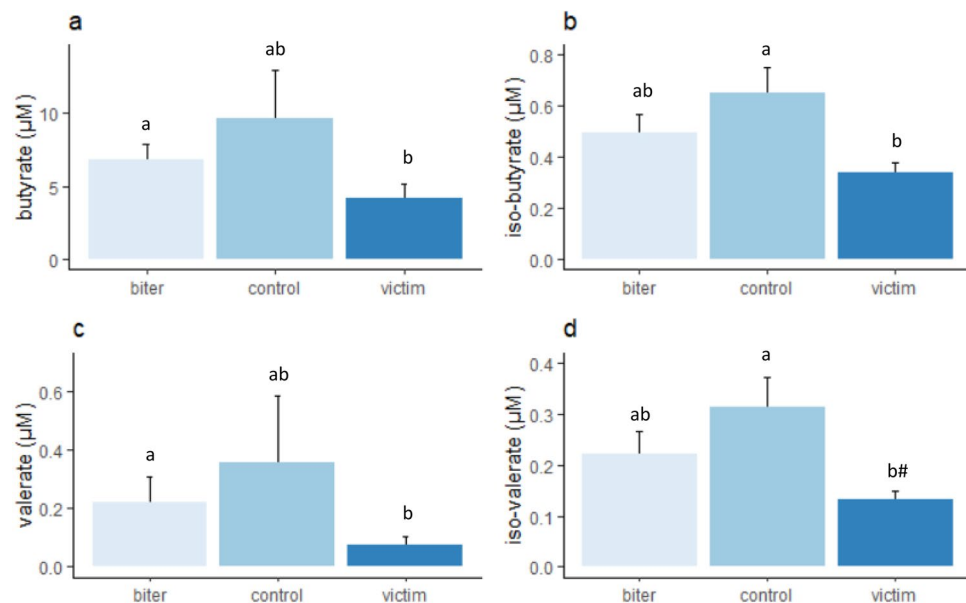 a
butyrate (µM)
10
5
0
a
ab
b
biter control victim
b
iso-butyrate (µM)
0.8
0.6
0.4
0.2
0.0
ab
a
b
biter control victim
c
valerate (µM)
0.6
0.4
0.2
0.0
a
ab
b
biter control victim
d
iso-valerate (µM)
0.4
0.3
0.2
0.1
0.0
ab
a
b#
biter control victim